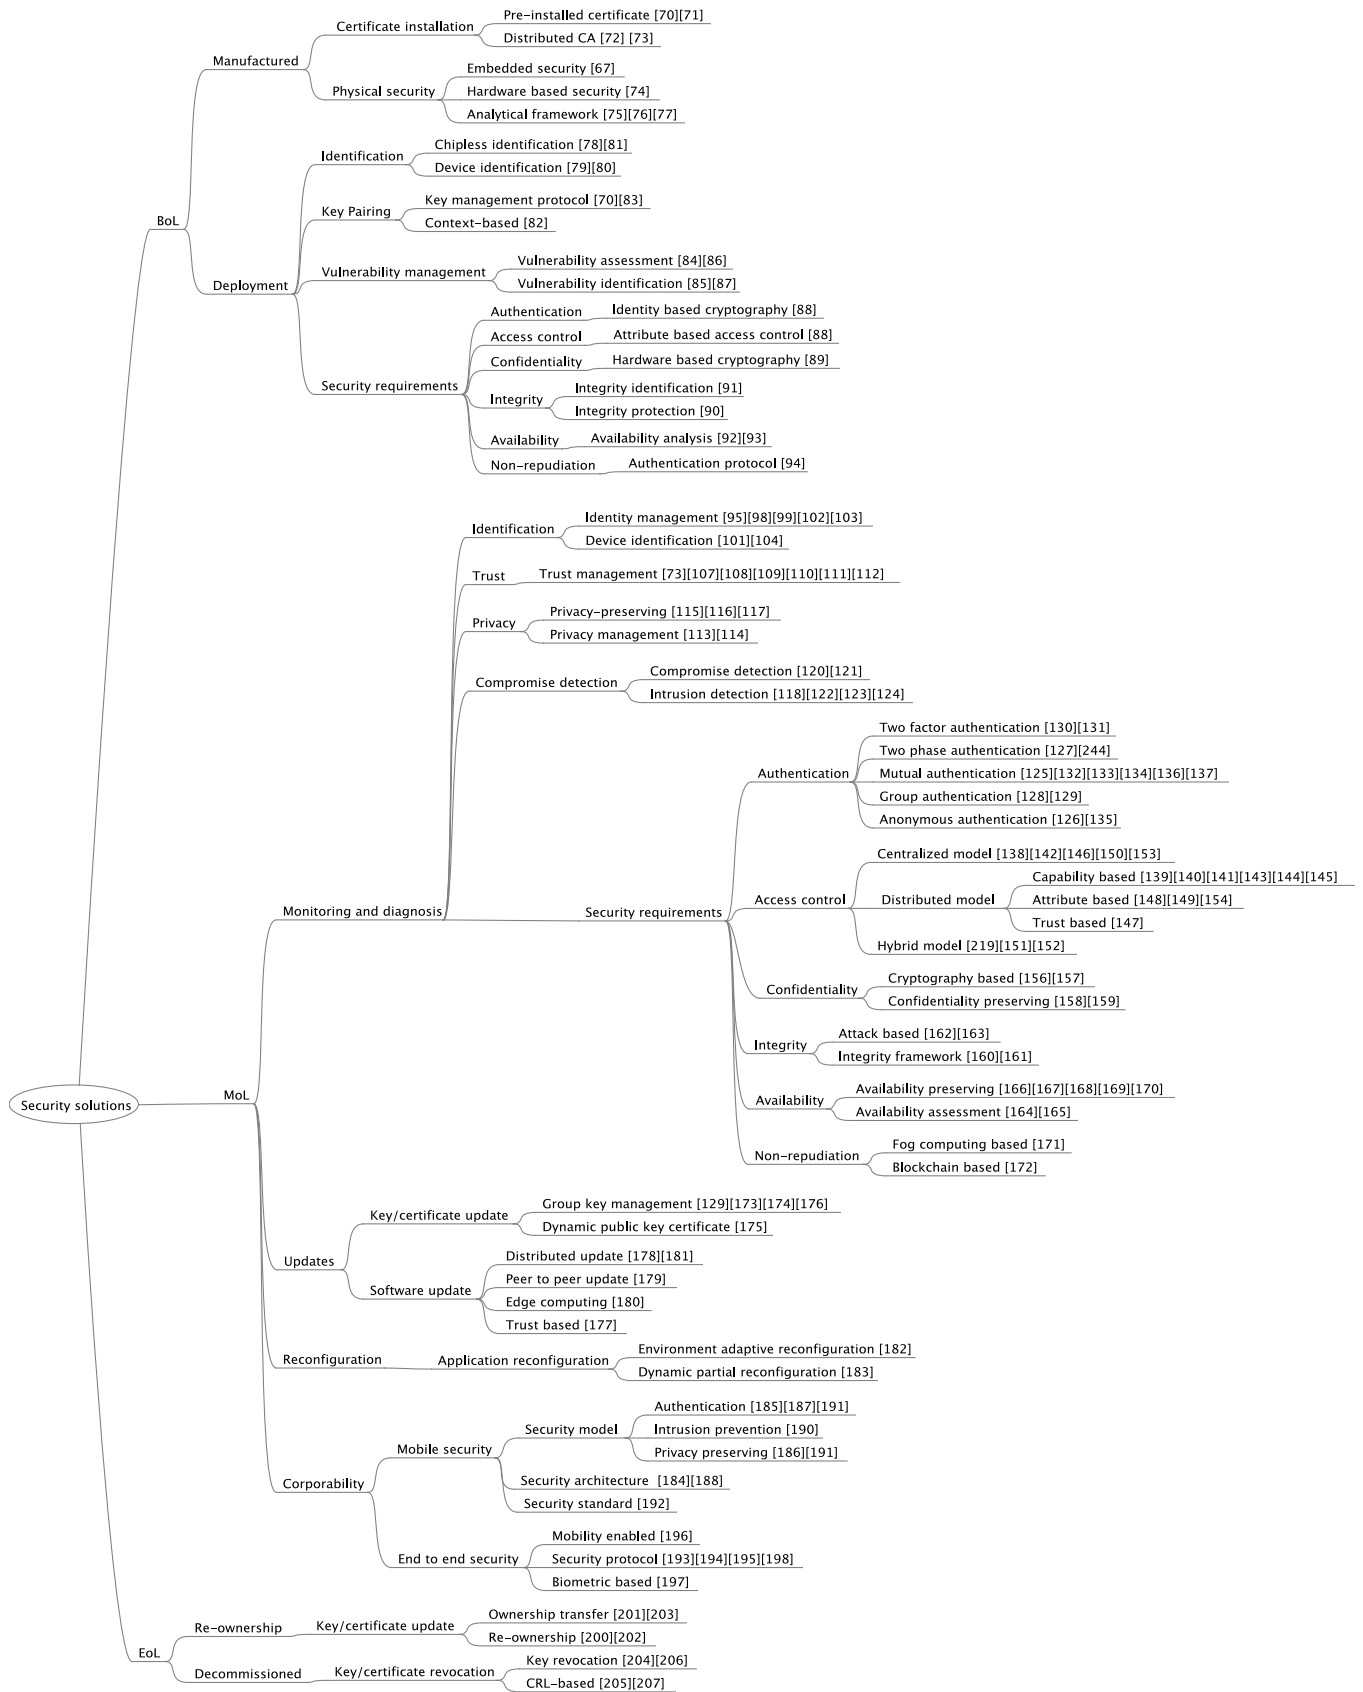 Security solutions
BoL
Manufactured
Certificate installation
Pre-installed certificate [70][71]
Distributed CA [72] [73]
Physical security
Embedded security [67]
Hardware based security [74]
Analytical framework [75][76][77]
Deployment
Identification
Chipless identification [78][81]
Device identification [79][80]
Key Pairing
Key management protocol [70][83]
Context-based [82]
Vulnerability management
Vulnerability assessment [84][86]
Vulnerability identification [85][87]
Security requirements
Authentication
Identity based cryptography [88]
Access control
Attribute based access control [88]
Confidentiality
Hardware based cryptography [89]
Integrity
Integrity identification [91]
Integrity protection [90]
Availability
Availability analysis [92][93]
Non-repudiation
Authentication protocol [94]
MoL
Monitoring and diagnosis
Identification
Identity management [95][98][99][102][103]
Device identification [101][104]
Trust
Trust management [73][107][108][109][110][111][112]
Privacy
Privacy-preserving [115][116][117]
Privacy management [113][114]
Compromise detection
Compromise detection [120][121]
Intrusion detection [118][122][123][124]
Security requirements
Authentication
Two factor authentication [130][131]
Two phase authentication [127][244]
Mutual authentication [125][132][133][134][136][137]
Group authentication [128][129]
Anonymous authentication [126][135]
Access control
Centralized model [138][142][146][150][153]
Distributed model
Capability based [139][140][141][143][144][145]
Attribute based [148][149][154]
Trust based [147]
Hybrid model [219][151][152]
Confidentiality
Cryptography based [156][157]
Confidentiality preserving [158][159]
Integrity
Attack based [162][163]
Integrity framework [160][161]
Availability
Availability preserving [166][167][168][169][170]
Availability assessment [164][165]
Non-repudiation
Fog computing based [171]
Blockchain based [172]
Updates
Key/certificate update
Group key management [129][173][174][176]
Dynamic public key certificate [175]
Software update
Distributed update [178][181]
Peer to peer update [179]
Edge computing [180]
Trust based [177]
Reconfiguration
Application reconfiguration
Environment adaptive reconfiguration [182]
Dynamic partial reconfiguration [183]
Corporability
Mobile security
Security model
Authentication [185][187][191]
Intrusion prevention [190]
Privacy preserving [186][191]
Security architecture [184][188]
Security standard [192]
End to end security
Mobility enabled [196]
Security protocol [193][194][195][198]
Biometric based [197]
EoL
Re-ownership
Key/certificate update
Ownership transfer [201][203]
Re-ownership [200][202]
Decommissioned
Key/certificate revocation
Key revocation [204][206]
CRL-based [205][207]